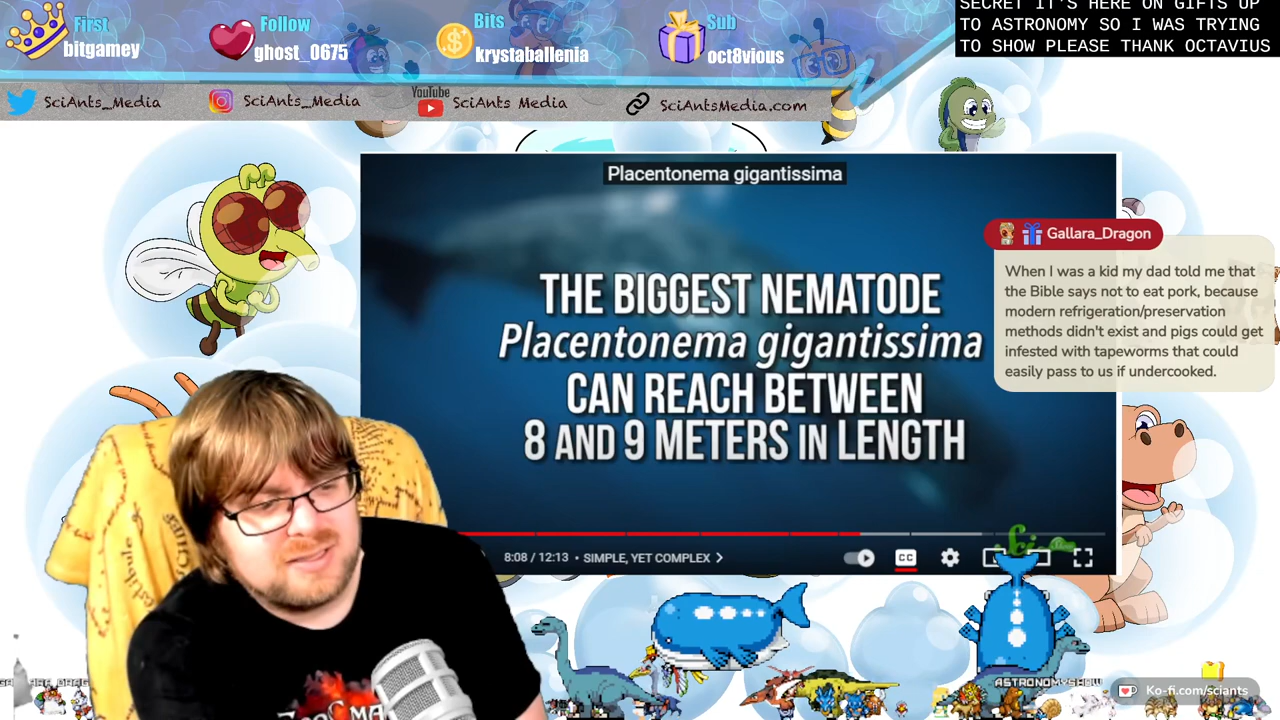 First
bitgamey
Follow
ghost_0675
Bits
krystaballenia
Sub
oct8vious
SECRET IT'S HERE ON GIFTS UP
TO ASTRONOMY SO I WAS TRYING
TO SHOW PLEASE THANK OCTAVIUS
SciAnts_Media
SciAnts_Media
YouTube
SciAnts Media
SciAntsMedia.com
Placentonema gigantissima
THE BIGGEST NEMATODE
Placentonema gigantissima
CAN REACH BETWEEN
8 AND 9 METERS IN LENGTH
8:08 / 12:13 • SIMPLE, YET COMPLEX >
CC
Gallara_Dragon
When I was a kid my dad told me that
the Bible says not to eat pork, because
modern refrigeration/preservation
methods didn't exist and pigs could get
infested with tapeworms that could
easily pass to us if undercooked.
ASTRONOMYSHOW
Ko-fi.com/sciants